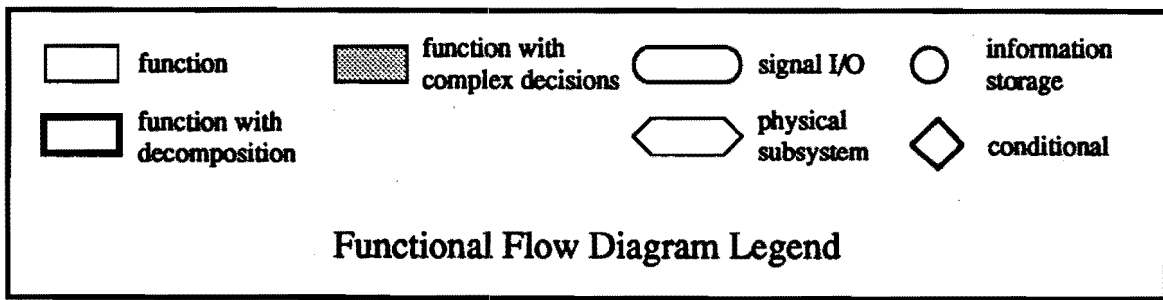 function
function with
complex decisions
signal I/O
information
storage
function with
decomposition
physical
subsystem
conditional
Functional Flow Diagram Legend